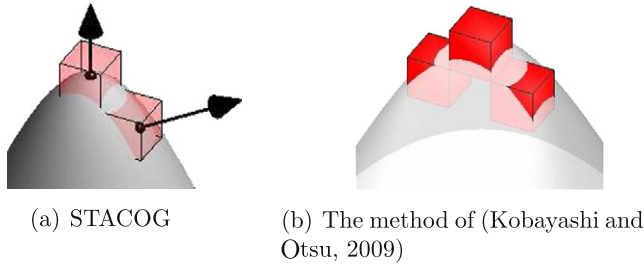 (a) STACOG
(b) The method of (Kobayashi and
Otsu, 2009)